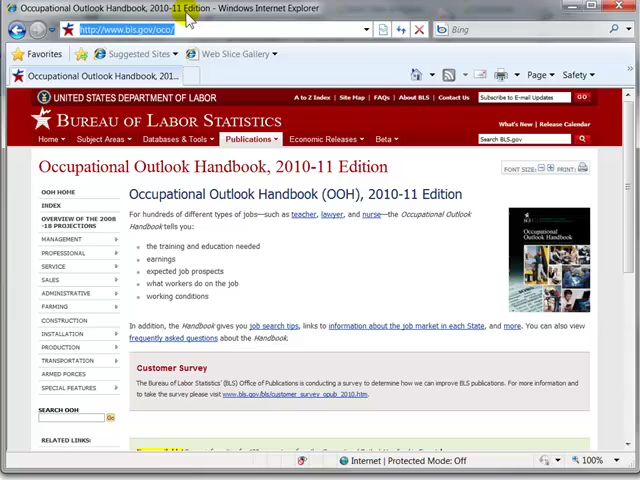 Occupational Outlook Handbook, 2010-11 Edition - Windows Internet Explorer
http://www.bls.gov/oco/
Bing
Favorites Suggested Sites Web Slice Gallery
Occupational Outlook Handbook, 201... Page Safety
UNITED STATES DEPARTMENT OF LABOR A to Z Index | Site Map | FAQs | About BLS | Contact Us Subscribe to E-mail Updates GO
BUREAU OF LABOR STATISTICS
What's New | Release Calendar
Home Subject Areas Databases & Tools Publications Economic Releases Beta Search BLS.gov
Occupational Outlook Handbook, 2010-11 Edition
FONT SIZE: PRINT:
OOH HOME
INDEX
OVERVIEW OF THE 2008
-18 PROJECTIONS
MANAGEMENT
PROFESSIONAL
SERVICE
SALES
ADMINISTRATIVE
FARMING
CONSTRUCTION
INSTALLATION
PRODUCTION
TRANSPORTATION
ARMED FORCES
SPECIAL FEATURES
SEARCH OOH
Go
RELATED LINKS:
Occupational Outlook Handbook (OOH), 2010-11 Edition
For hundreds of different types of jobs—such as teacher, lawyer, and nurse—the Occupational Outlook
Handbook tells you:
the training and education needed
earnings
expected job prospects
what workers do on the job
working conditions
Occupational
Outlook Handbook
In addition, the Handbook gives you job search tips, links to information about the job market in each State, and more. You can also view
frequently asked questions about the Handbook.
Customer Survey
The Bureau of Labor Statistics' (BLS) Office of Publications is conducting a survey to determine how we can improve BLS publications. For more information and
to take the survey please visit www.bls.gov/bls/customer_survey_opub_2010.htm.
Internet | Protected Mode: Off 100%